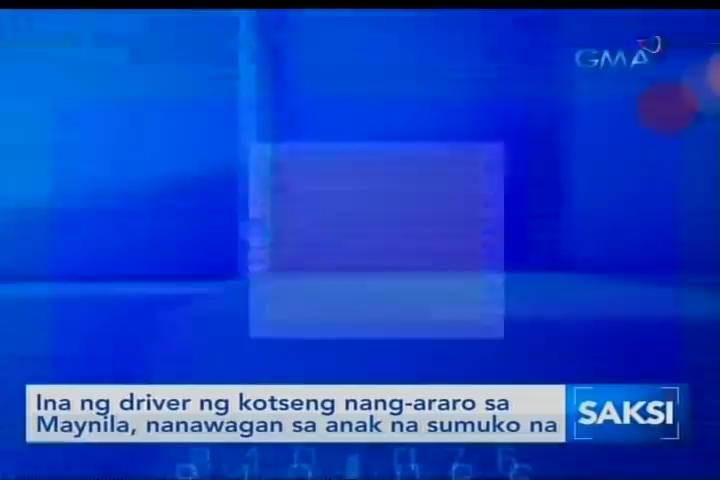 GMA
Ina ng driver ng kotseng nang-araro sa
Maynila, nanawagan sa anak na sumuko na
SAKSI